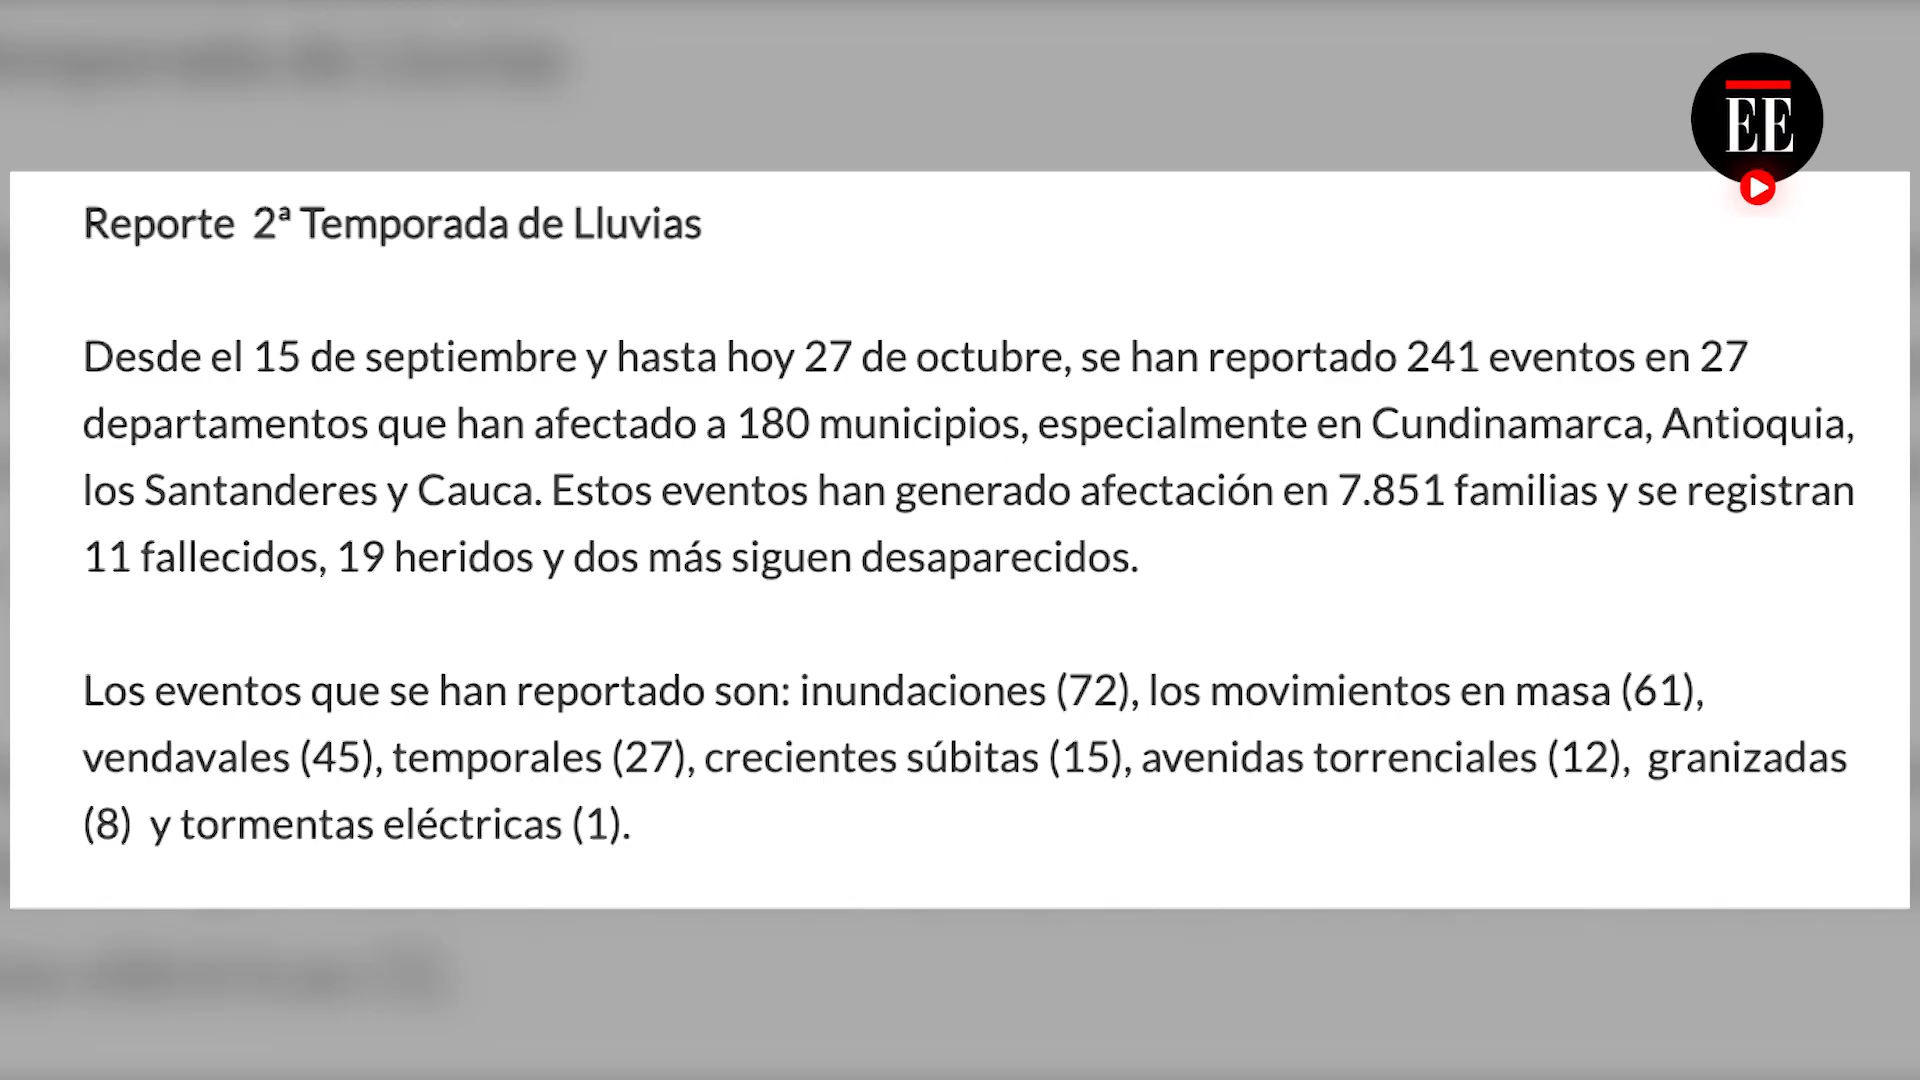 EE
Reporte  2ª Temporada de Lluvias
Desde el 15 de septiembre y hasta hoy 27 de octubre, se han reportado 241 eventos en 27
departamentos que han afectado a 180 municipios, especialmente en Cundinamarca, Antioquia,
los Santanderes y Cauca. Estos eventos han generado afectación en 7.851 familias y se registran
11 fallecidos, 19 heridos y dos más siguen desaparecidos.
Los eventos que se han reportado son: inundaciones (72), los movimientos en masa (61),
vendavales (45), temporales (27), crecientes súbitas (15), avenidas torrenciales (12),  granizadas
(8)  y tormentas eléctricas (1).